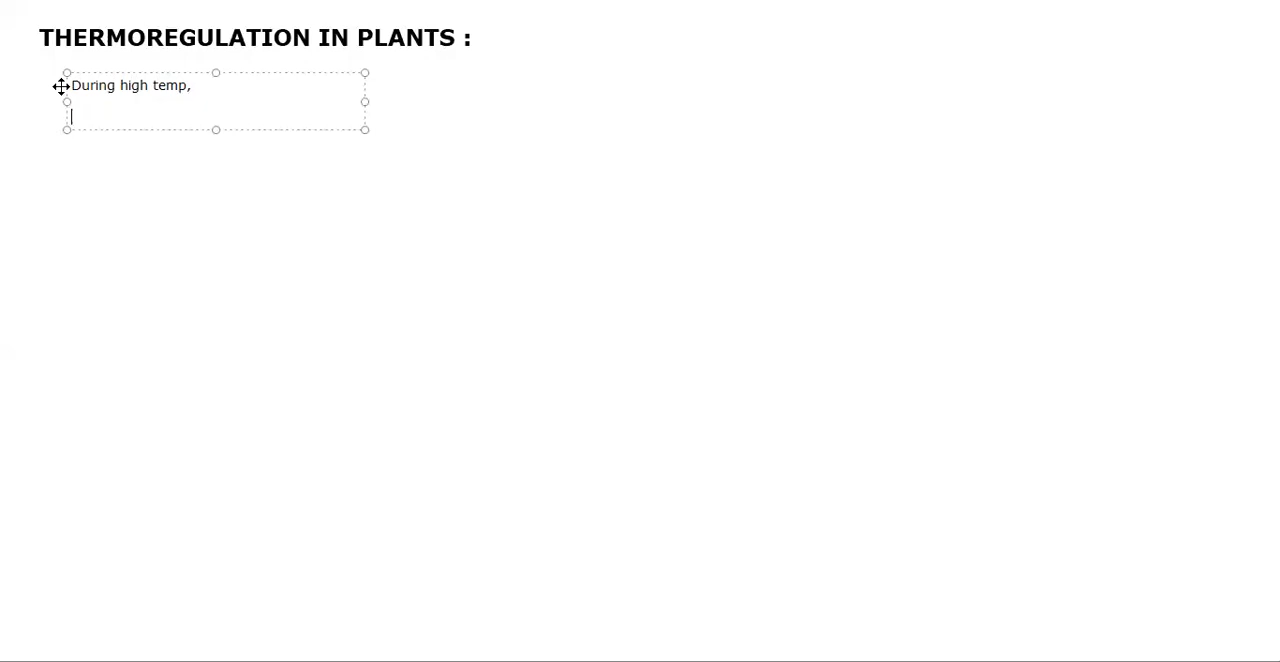 THERMOREGULATION IN PLANTS :
During high temp,